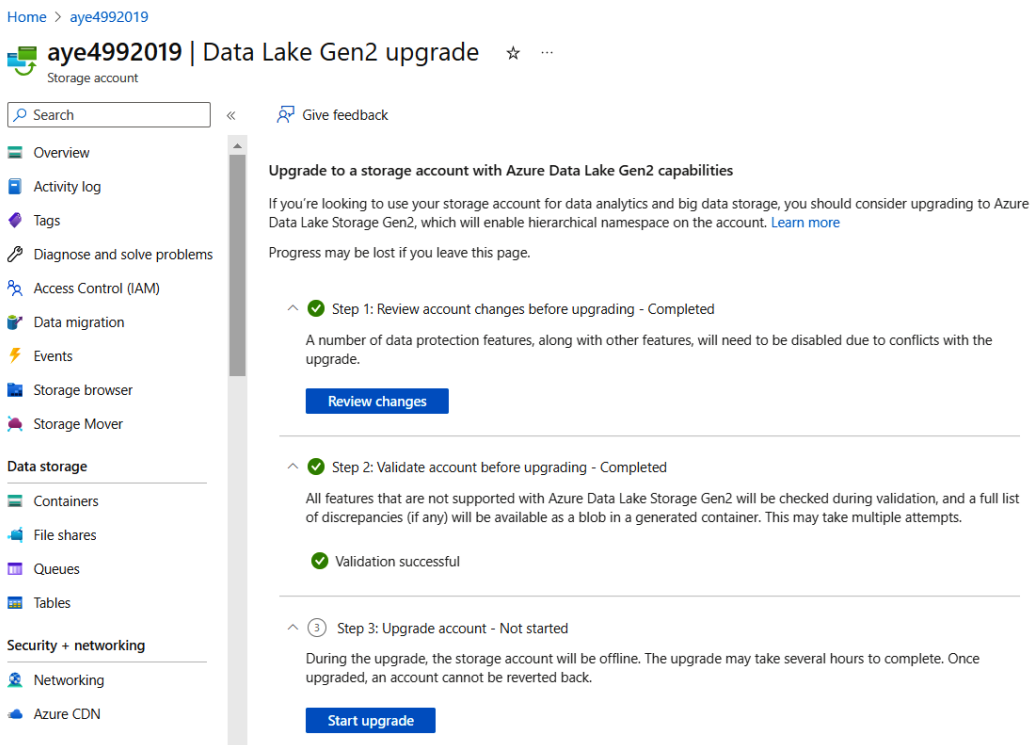 Home > aye4992019
aye4992019 | Data Lake Gen2 upgrade ☆ ...
Storage account
Search «
Overview
Activity log
Tags
Diagnose and solve problems
Access Control (IAM)
Data migration
Events
Storage browser
Storage Mover
Data storage
Containers
File shares
Queues
Tables
Security + networking
Networking
Azure CDN
Give feedback
Upgrade to a storage account with Azure Data Lake Gen2 capabilities
If you're looking to use your storage account for data analytics and big data storage, you should consider upgrading to Azure
Data Lake Storage Gen2, which will enable hierarchical namespace on the account. Learn more
Progress may be lost if you leave this page.
Step 1: Review account changes before upgrading - Completed
A number of data protection features, along with other features, will need to be disabled due to conflicts with the
upgrade.
Review changes
Step 2: Validate account before upgrading - Completed
All features that are not supported with Azure Data Lake Storage Gen2 will be checked during validation, and a full list
of discrepancies (if any) will be available as a blob in a generated container. This may take multiple attempts.
Validation successful
3 Step 3: Upgrade account - Not started
During the upgrade, the storage account will be offline. The upgrade may take several hours to complete. Once
upgraded, an account cannot be reverted back.
Start upgrade